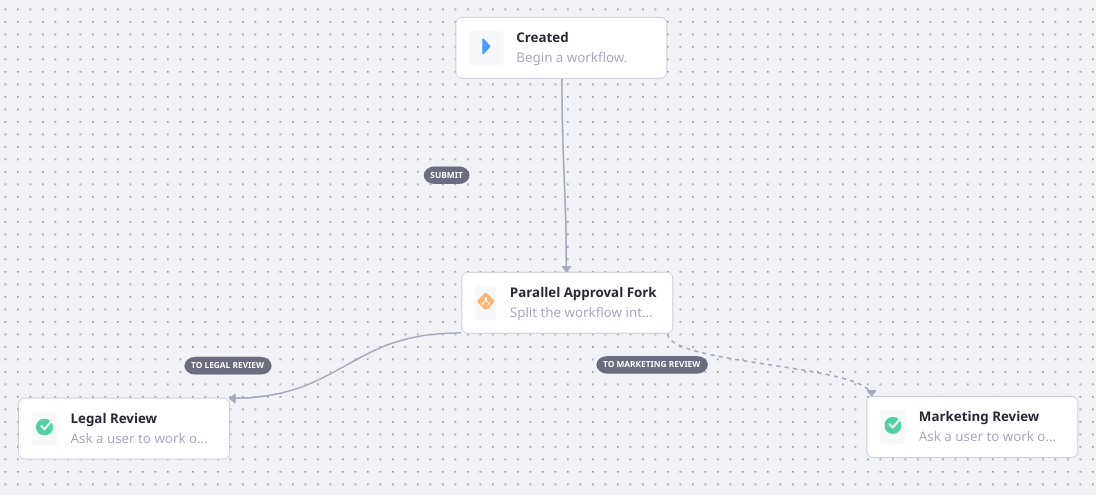 Created
Begin a workflow.
SUBMIT
Parallel Approval Fork
Split the workflow int...
TO LEGAL REVIEW
TO MARKETING REVIEW
Legal Review
Ask a user to work o...
Marketing Review
Ask a user to work o...